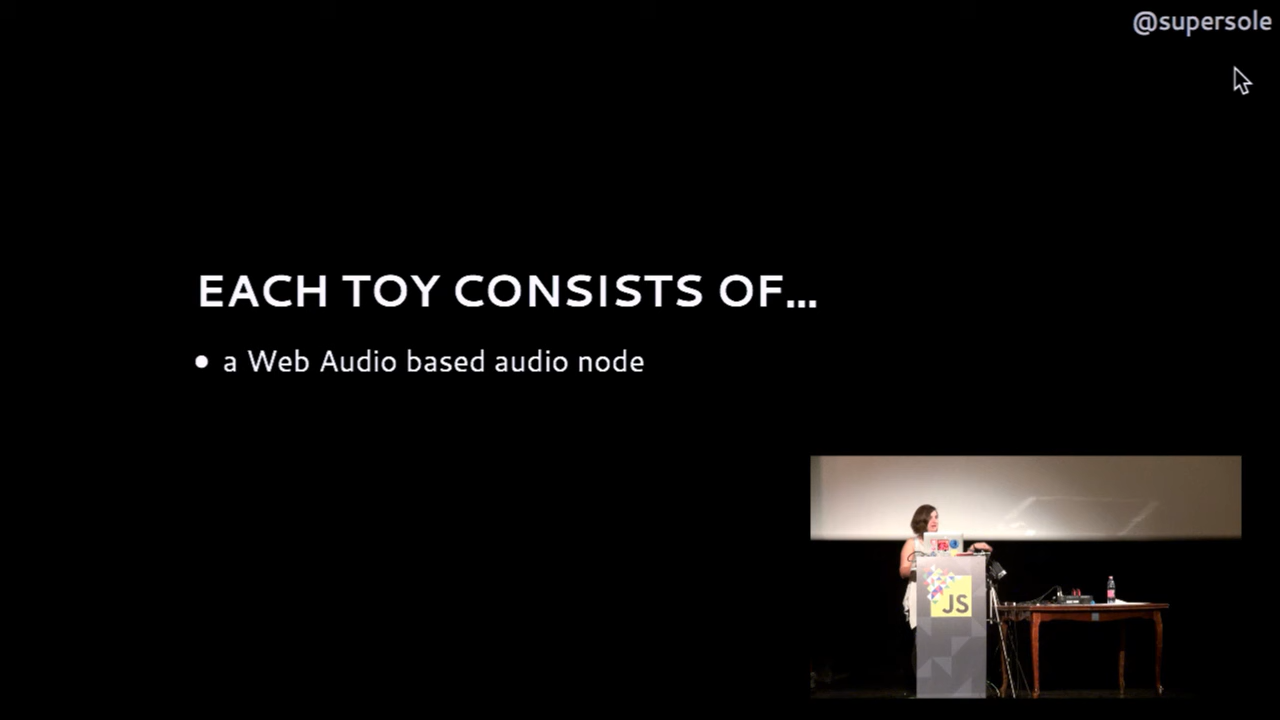 @supersole
EACH TOY CONSISTS OF...
• a Web Audio based audio node
JS